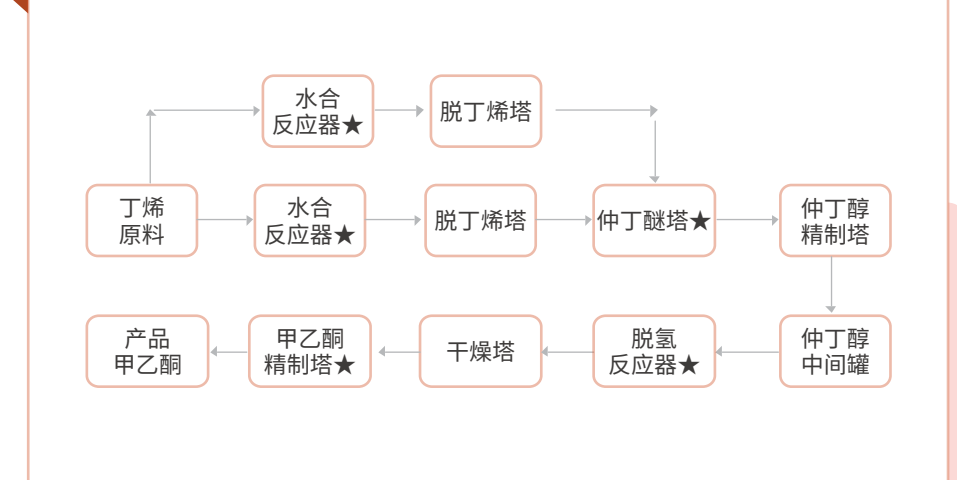 水合
反应器★
脱丁烯塔
丁烯
原料
水合
反应器★
脱丁烯塔
仲丁醚塔★
仲丁醇
精制塔
产品
甲乙酮
甲乙酮
精制塔★
干燥塔
脱氢
反应器★
仲丁醇
中间罐